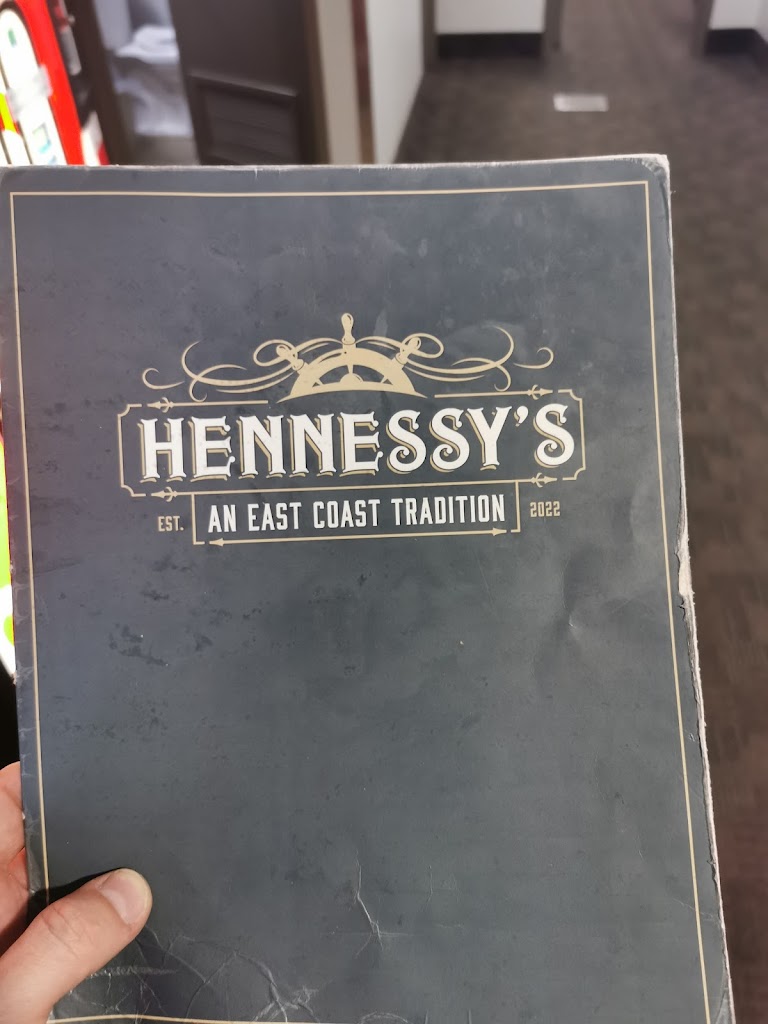 HENNESSY'S
EST. AN EAST COAST TRADITION 2022